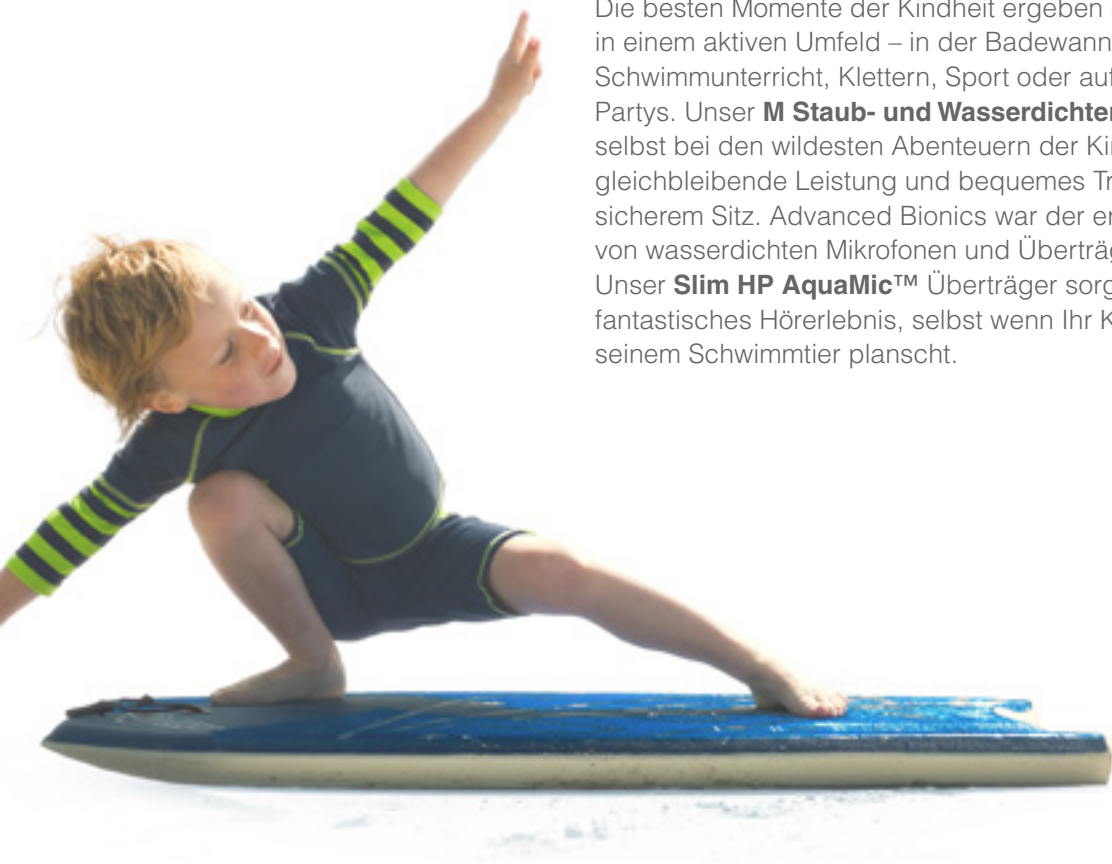 Die besten Momente der Kindheit ergeben
in einem aktiven Umfeld – in der Badewann
Schwimmunterricht, Klettern, Sport oder auf
Partys. Unser M Staub- und Wasserdichter
selbst bei den wildesten Abenteuern der Kin
gleichbleibende Leistung und bequemes Tr
sicherem Sitz. Advanced Bionics war der er
von wasserdichten Mikrofonen und Überträg
Unser Slim HP AquaMic™ Überträger sorg
fantastisches Hörerlebnis, selbst wenn Ihr K
seinem Schwimmtier planscht.